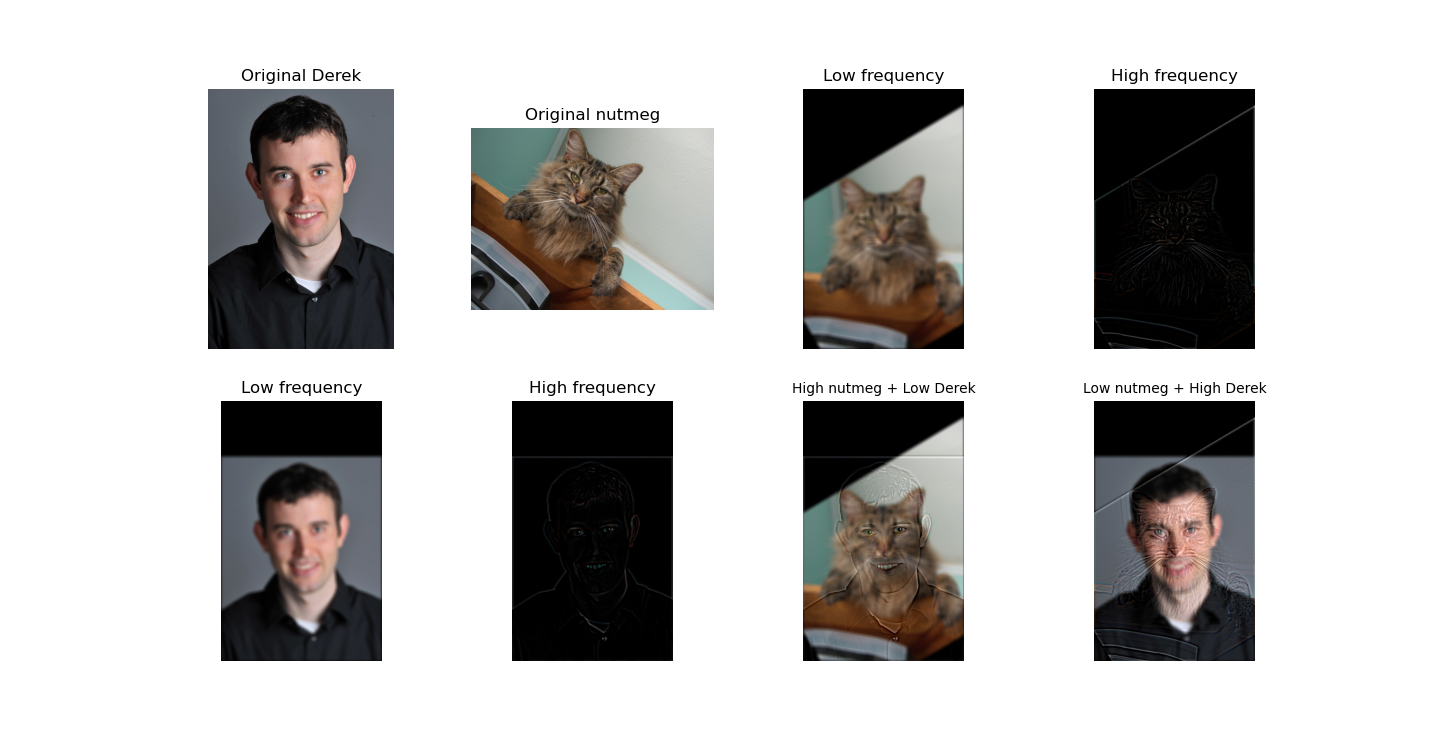 Original Derek
Original nutmeg
Low frequency
High frequency
Low frequency
High frequency
High nutmeg + Low Derek
Low nutmeg + High Derek